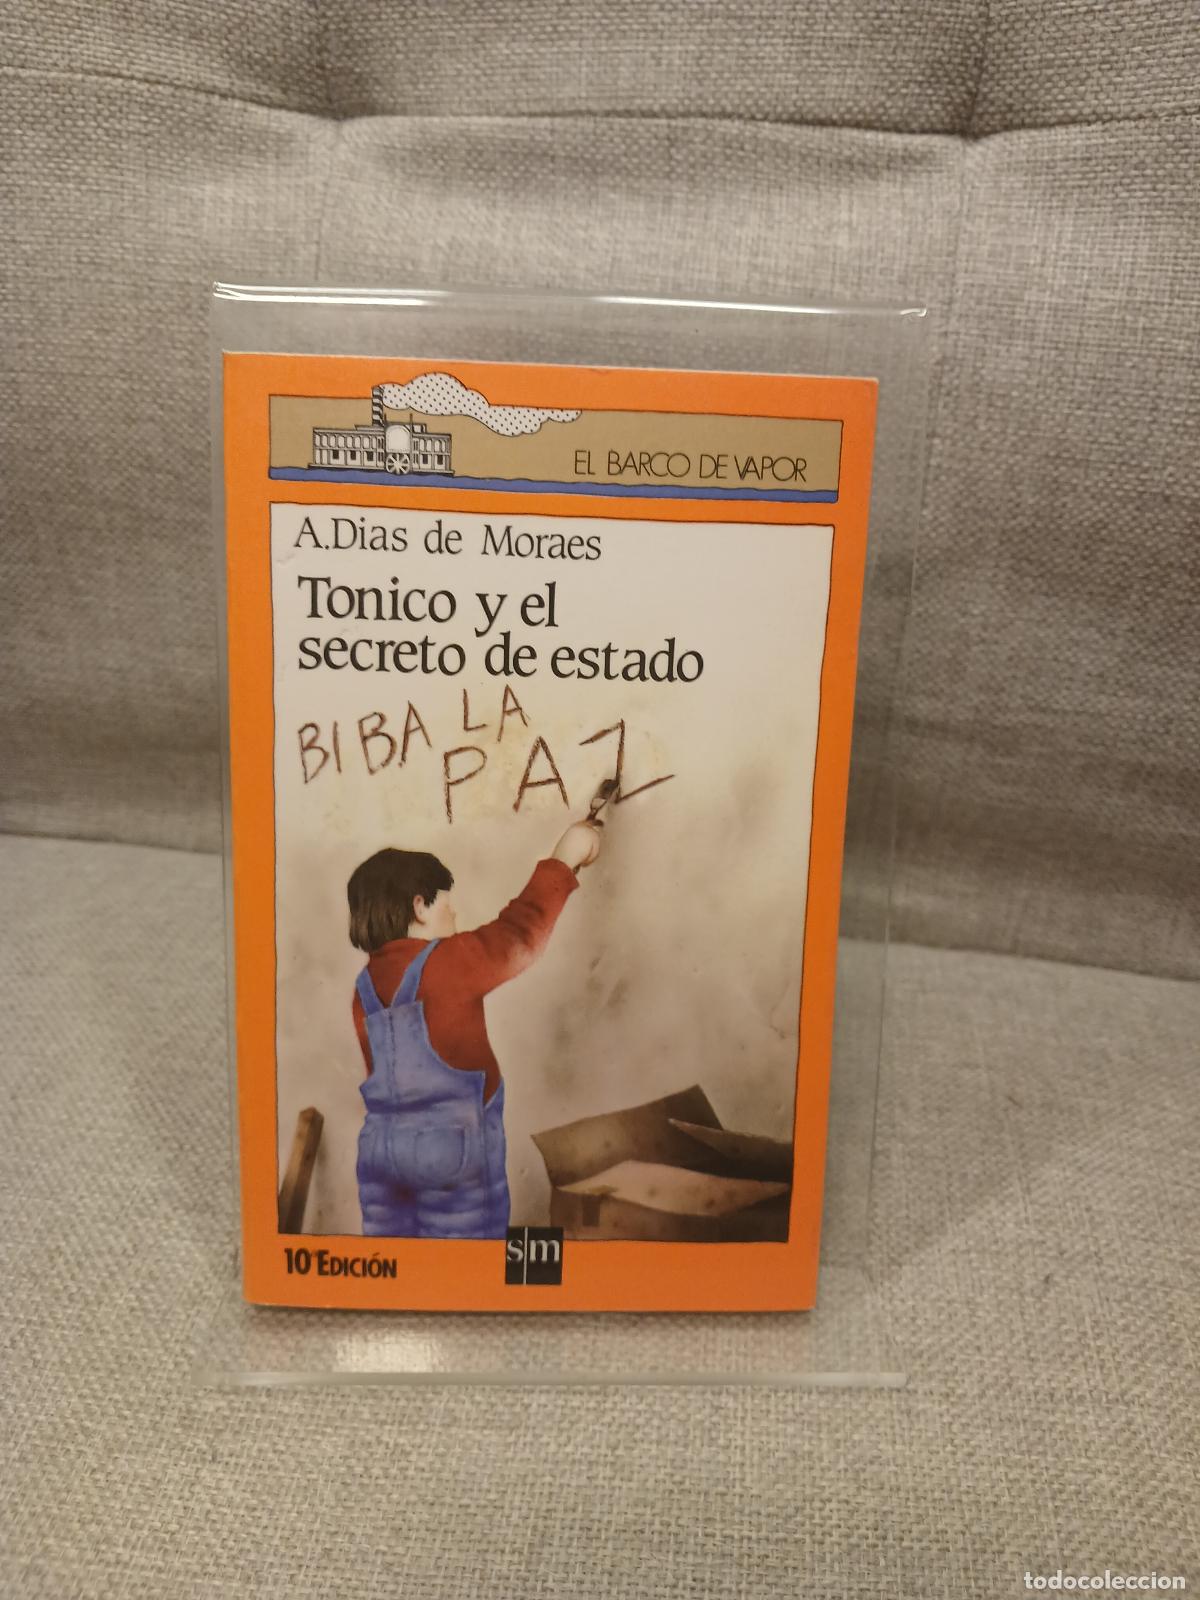 EL BARCO DE VAPOR
A.Dias de Moraes
Tonico y el
secreto de estado
BIBA LA
PAZ
10ª EDICIÓN
sm
todocoleccion